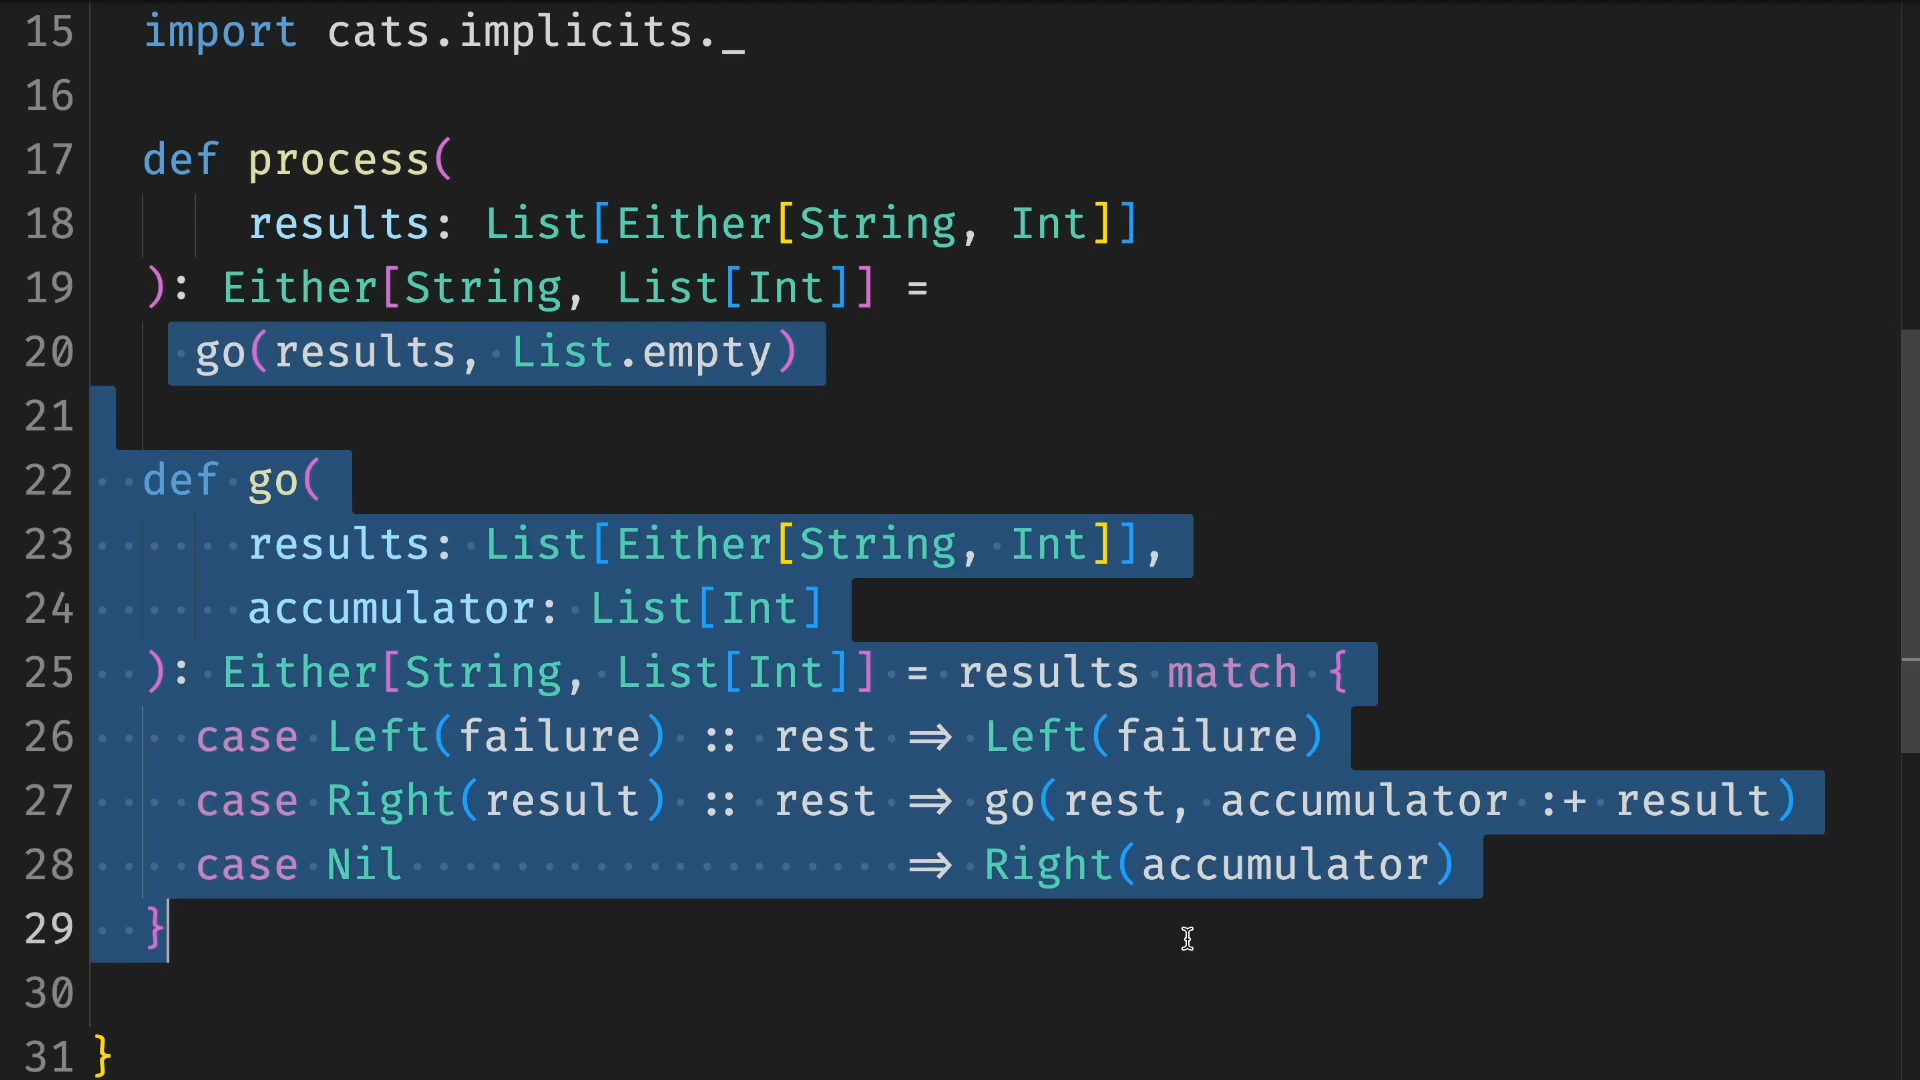 15 import cats.implicits._
16
17 def process(
18 results: List[Either[String, Int]]
19 ): Either[String, List[Int]] =
20 go(results, List.empty)
21
22 def go(
23 results: List[Either[String, Int]],
24 accumulator: List[Int]
25 ): Either[String, List[Int]] = results match {
26 case Left(failure) :: rest => Left(failure)
27 case Right(result) :: rest => go(rest, accumulator :+ result)
28 case Nil => Right(accumulator)
29 }
30
31 }